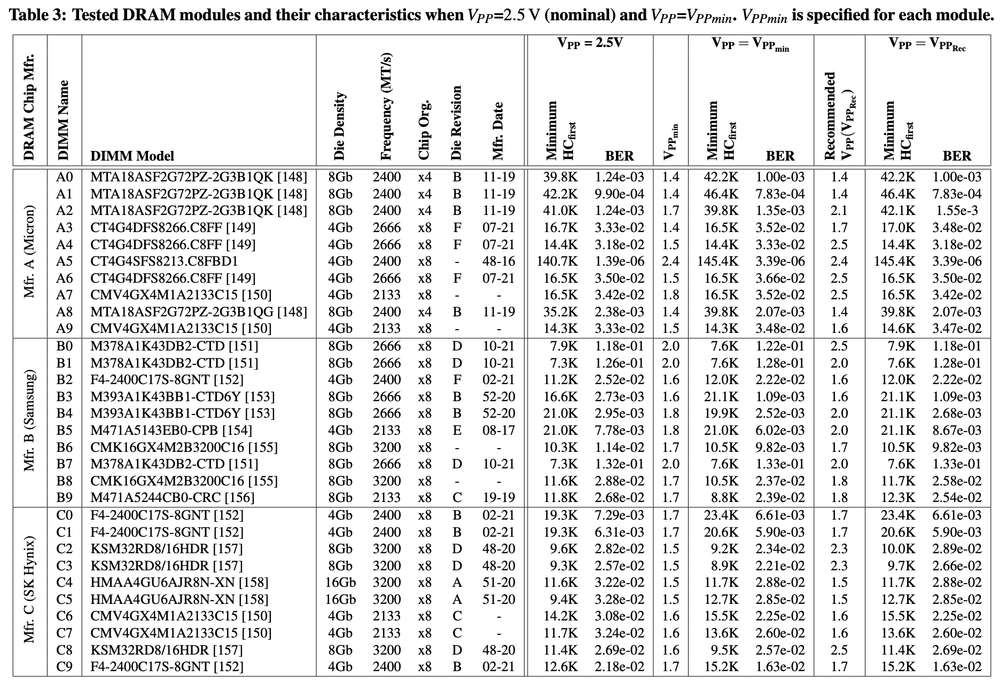 Table 3: Tested DRAM modules and their characteristics when VPP=2.5 V (nominal) and VPP=VPPmin. VPPmin is specified for each module.
VPP = 2.5V VPP = VPPmin VPP = VPPRec
DRAM Chip Mfr. DIMM Name DIMM Model Die Density Frequency (MT/s) Chip Org. Die Revision Mfr. Date Minimum HCfirst BER VPPmin Minimum HCfirst BER Recommended VPP (VPPRec) Minimum HCfirst BER
Mfr. A (Micron)
A0 MTA18ASF2G72PZ-2G3B1QK [148] 8Gb 2400 x4 B 11-19 39.8K 1.24e-03 1.4 42.2K 1.00e-03 1.4 42.2K 1.00e-03
A1 MTA18ASF2G72PZ-2G3B1QK [148] 8Gb 2400 x4 B 11-19 42.2K 9.90e-04 1.4 46.4K 7.83e-04 1.4 46.4K 7.83e-04
A2 MTA18ASF2G72PZ-2G3B1QK [148] 8Gb 2400 x4 B 11-19 41.0K 1.24e-03 1.7 39.8K 1.35e-03 2.1 42.1K 1.55e-3
A3 CT4G4DFS8266.C8FF [149] 4Gb 2666 x8 F 07-21 16.7K 3.33e-02 1.4 16.5K 3.52e-02 1.7 17.0K 3.48e-02
A4 CT4G4DFS8266.C8FF [149] 4Gb 2666 x8 F 07-21 14.4K 3.18e-02 1.5 14.4K 3.33e-02 2.5 14.4K 3.18e-02
A5 CT4G4SFS8213.C8FBD1 4Gb 2400 x8 - 48-16 140.7K 1.39e-06 2.4 145.4K 3.39e-06 2.4 145.4K 3.39e-06
A6 CT4G4DFS8266.C8FF [149] 4Gb 2666 x8 F 07-21 16.5K 3.50e-02 1.5 16.5K 3.66e-02 2.5 16.5K 3.50e-02
A7 CMV4GX4M1A2133C15 [150] 4Gb 2133 x8 - - 16.5K 3.42e-02 1.8 16.5K 3.52e-02 2.5 16.5K 3.42e-02
A8 MTA18ASF2G72PZ-2G3B1QG [148] 8Gb 2400 x4 B 11-19 35.2K 2.38e-03 1.4 39.8K 2.07e-03 1.4 39.8K 2.07e-03
A9 CMV4GX4M1A2133C15 [150] 4Gb 2133 x8 - - 14.3K 3.33e-02 1.5 14.3K 3.48e-02 1.6 14.6K 3.47e-02
Mfr. B (Samsung)
B0 M378A1K43DB2-CTD [151] 8Gb 2666 x8 D 10-21 7.9K 1.18e-01 2.0 7.6K 1.22e-01 2.5 7.9K 1.18e-01
B1 M378A1K43DB2-CTD [151] 8Gb 2666 x8 D 10-21 7.3K 1.26e-01 2.0 7.6K 1.28e-01 2.0 7.6K 1.28e-01
B2 F4-2400C17S-8GNT [152] 4Gb 2400 x8 F 02-21 11.2K 2.52e-02 1.6 12.0K 2.22e-02 1.6 12.0K 2.22e-02
B3 M393A1K43BB1-CTD6Y [153] 8Gb 2666 x8 B 52-20 16.6K 2.73e-03 1.6 21.1K 1.09e-03 1.6 21.1K 1.09e-03
B4 M393A1K43BB1-CTD6Y [153] 8Gb 2666 x8 B 52-20 21.0K 2.95e-03 1.8 19.9K 2.52e-03 2.0 21.1K 2.68e-03
B5 M471A5143EB0-CPB [154] 4Gb 2133 x8 E 08-17 21.0K 7.78e-03 1.8 21.0K 6.02e-03 2.0 21.1K 8.67e-03
B6 CMK16GX4M2B3200C16 [155] 8Gb 3200 x8 - - 10.3K 1.14e-02 1.7 10.5K 9.82e-03 1.7 10.5K 9.82e-03
B7 M378A1K43DB2-CTD [151] 8Gb 2666 x8 D 10-21 7.3K 1.32e-01 2.0 7.6K 1.33e-01 2.0 7.6K 1.33e-01
B8 CMK16GX4M2B3200C16 [155] 8Gb 3200 x8 - - 11.6K 2.88e-02 1.7 10.5K 2.37e-02 1.8 11.7K 2.58e-02
B9 M471A5244CB0-CRC [156] 8Gb 2133 x8 C 19-19 11.8K 2.68e-02 1.7 8.8K 2.39e-02 1.8 12.3K 2.54e-02
Mfr. C (SK Hynix)
C0 F4-2400C17S-8GNT [152] 4Gb 2400 x8 B 02-21 19.3K 7.29e-03 1.7 23.4K 6.61e-03 1.7 23.4K 6.61e-03
C1 F4-2400C17S-8GNT [152] 4Gb 2400 x8 B 02-21 19.3K 6.31e-03 1.7 20.6K 5.90e-03 1.7 20.6K 5.90e-03
C2 KSM32RD8/16HDR [157] 8Gb 3200 x8 D 48-20 9.6K 2.82e-02 1.5 9.2K 2.34e-02 2.3 10.0K 2.89e-02
C3 KSM32RD8/16HDR [157] 8Gb 3200 x8 D 48-20 9.3K 2.57e-02 1.5 8.9K 2.21e-02 2.3 9.7K 2.66e-02
C4 HMAA4GU6AJR8N-XN [158] 16Gb 3200 x8 A 51-20 11.6K 3.22e-02 1.5 11.7K 2.88e-02 1.5 11.7K 2.88e-02
C5 HMAA4GU6AJR8N-XN [158] 16Gb 3200 x8 A 51-20 9.4K 3.28e-02 1.5 12.7K 2.85e-02 1.5 12.7K 2.85e-02
C6 CMV4GX4M1A2133C15 [150] 4Gb 2133 x8 C - 14.2K 3.08e-02 1.6 15.5K 2.25e-02 1.6 15.5K 2.25e-02
C7 CMV4GX4M1A2133C15 [150] 4Gb 2133 x8 C - 11.7K 3.24e-02 1.6 13.6K 2.60e-02 1.6 13.6K 2.60e-02
C8 KSM32RD8/16HDR [157] 8Gb 3200 x8 D 48-20 11.4K 2.69e-02 1.6 9.5K 2.57e-02 2.5 11.4K 2.69e-02
C9 F4-2400C17S-8GNT [152] 4Gb 2400 x8 B 02-21 12.6K 2.18e-02 1.7 15.2K 1.63e-02 1.7 15.2K 1.63e-02